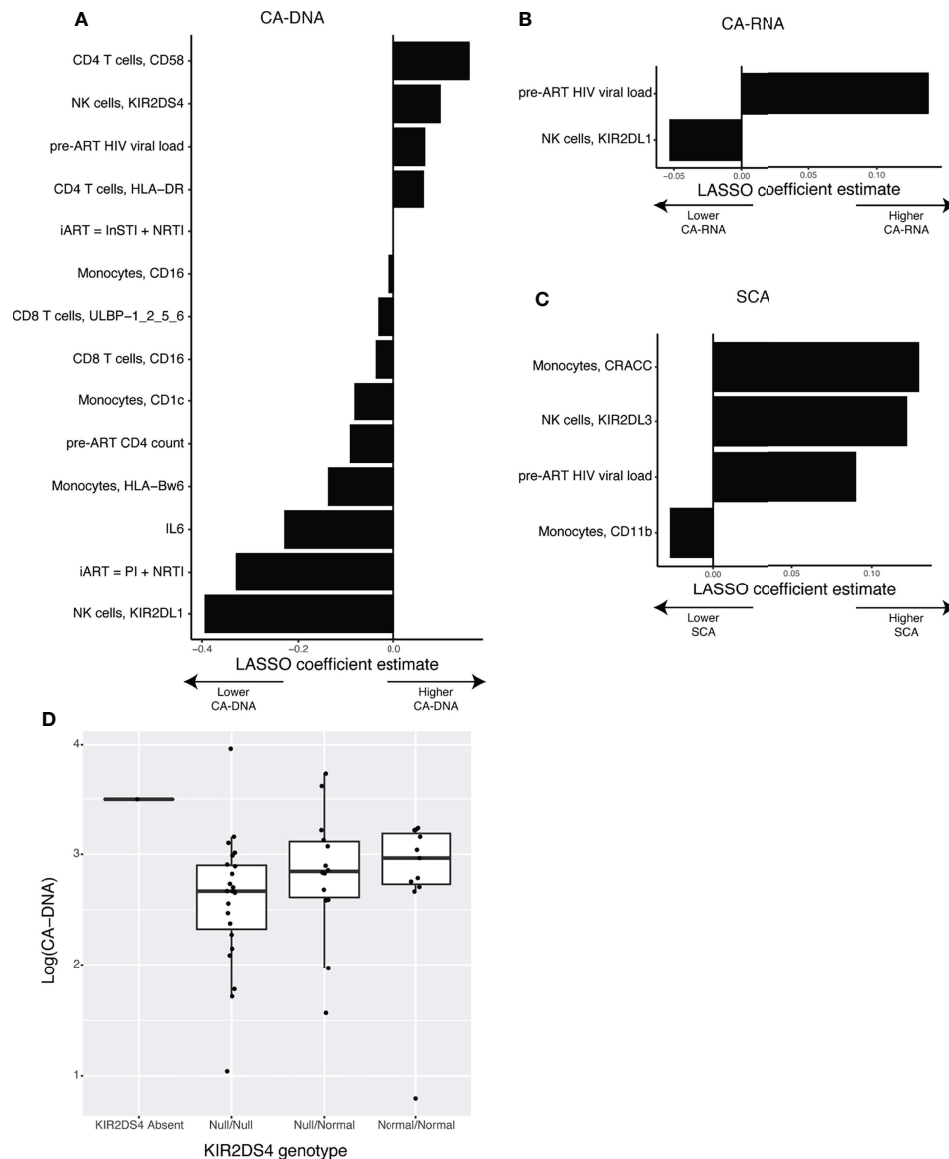 A
CA-DNA
CD4 T cells, CD58
NK cells, KIR2DS4
pre-ART HIV viral load
CD4 T cells, HLA−DR
iART = InSTI + NRTI
Monocytes, CD16
CD8 T cells, ULBP−1_2_5_6
CD8 T cells, CD16
Monocytes, CD1c
pre-ART CD4 count
Monocytes, HLA−Bw6
IL6
iART = PI + NRTI
NK cells, KIR2DL1
−0.4
−0.2
0.0
LASSO coefficient estimate
Lower
CA-DNA
Higher
CA-DNA
B
CA-RNA
pre-ART HIV viral load
NK cells, KIR2DL1
−0.05
0.00
0.05
0.10
LASSO coefficient estimate
Lower
CA-RNA
Higher
CA-RNA
C
SCA
Monocytes, CRACC
NK cells, KIR2DL3
pre-ART HIV viral load
Monocytes, CD11b
0.00
0.05
0.10
LASSO coefficient estimate
Lower
SCA
Higher
SCA
D
Log(CA−DNA)
4
3
2
1
KIR2DS4 Absent
Null/Null
Null/Normal
Normal/Normal
KIR2DS4 genotype